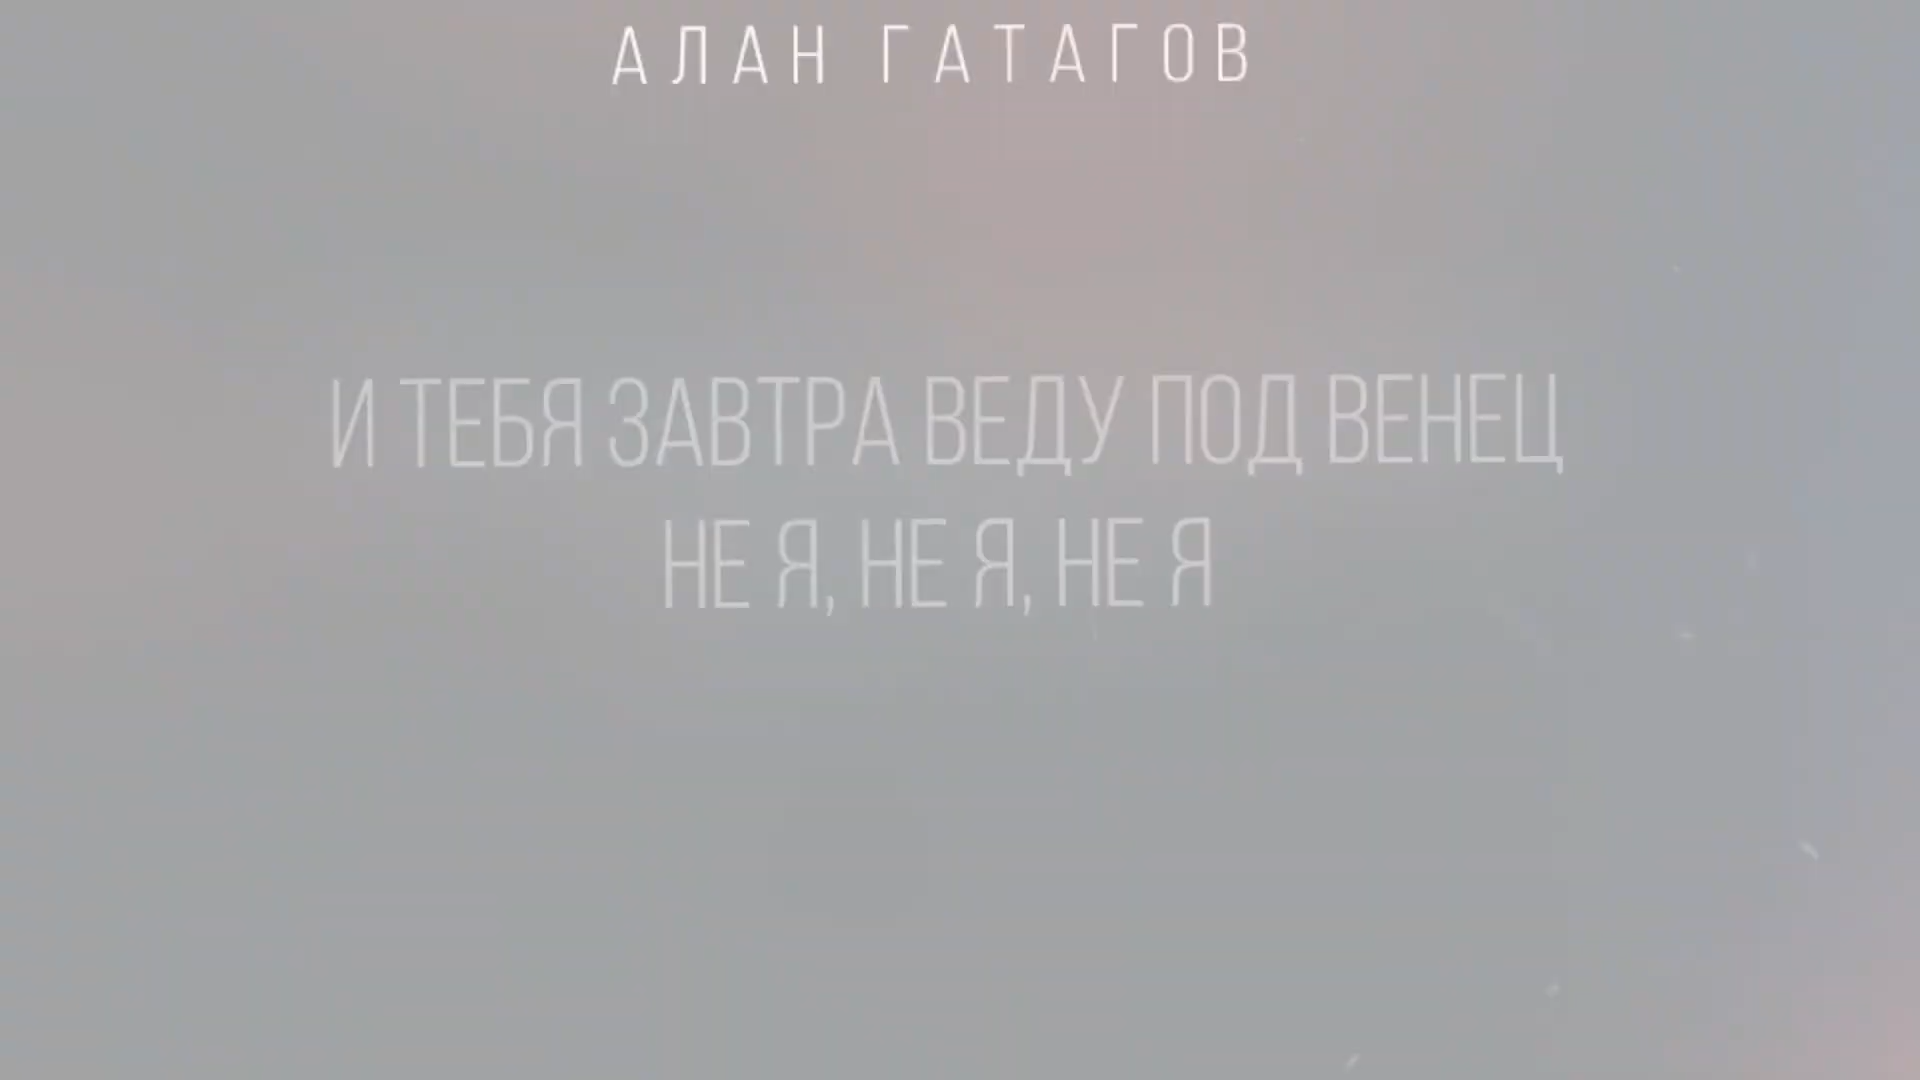 АЛАН ГАТАГОВ
И ТЕБЯ ЗАВТРА ВЕДУ ПОД ВЕНЕЦ
НЕ Я, НЕ Я, НЕ Я